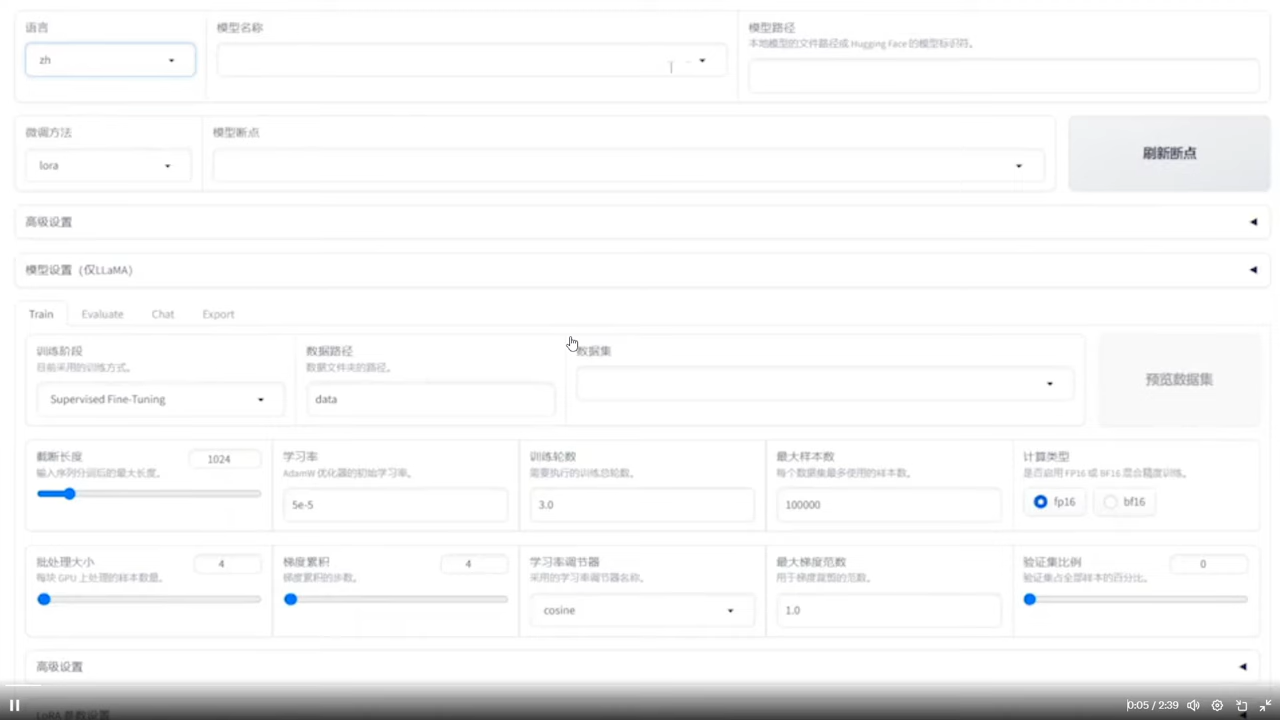 语言
模型名称
模型路径
本地模型的文件路径或 Hugging Face 的模型标识符。
zh
微调方法
模型断点
刷新断点
lora
高级设置
模型设置（仅LLaMA）
Train
Evaluate
Chat
Export
训练阶段
目前采用的训练方式。
数据路径
数据文件夹的路径。
数据集
预览数据集
Supervised Fine-Tuning
data
截断长度
1024
输入序列分词后的最大长度。
学习率
AdamW 优化器的初始学习率。
5e-5
训练轮数
需要执行的训练总轮数。
3.0
最大样本数
每个数据集最多使用的样本数。
100000
计算类型
是否启用 FP16 或 BF16 混合精度训练。
fp16
bf16
批处理大小
4
每块 GPU 上处理的样本数量。
梯度累积
4
梯度累积的步数。
学习率调节器
采用的学习率调节器名称。
cosine
最大梯度范数
用于梯度裁剪的范数。
1.0
验证集比例
0
验证集占全部样本的百分比。
高级设置
LoRA 参数设置
0:05 / 2:39